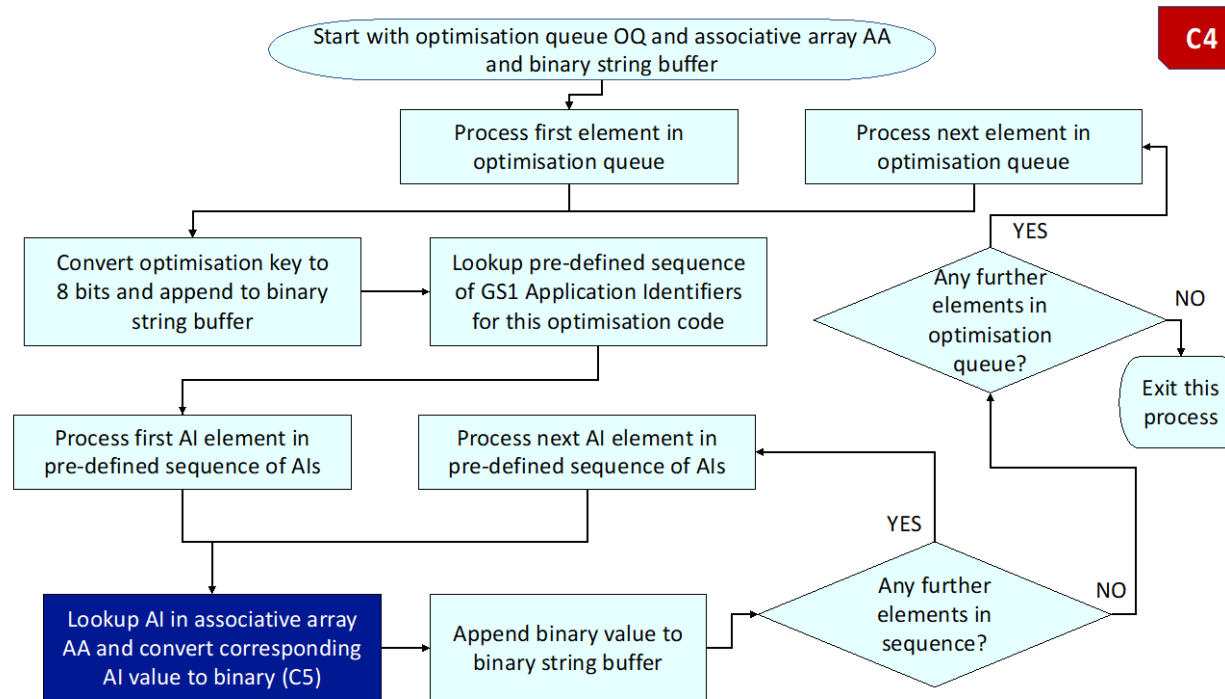 Start with optimisation queue OQ and associative array AA
and binary string buffer
C4
Process first element in
optimisation queue
Process next element in
optimisation queue
Convert optimisation key to
8 bits and append to binary
string buffer
Lookup pre-defined sequence
of GS1 Application Identifiers
for this optimisation code
YES
Any further
elements in
optimisation
queue?
NO
Exit this
process
Process first AI element in
pre-defined sequence of AIs
Process next AI element in
pre-defined sequence of AIs
YES
Lookup AI in associative array
AA and convert corresponding
AI value to binary (C5)
Append binary value to
binary string buffer
Any further
elements in
sequence?
NO